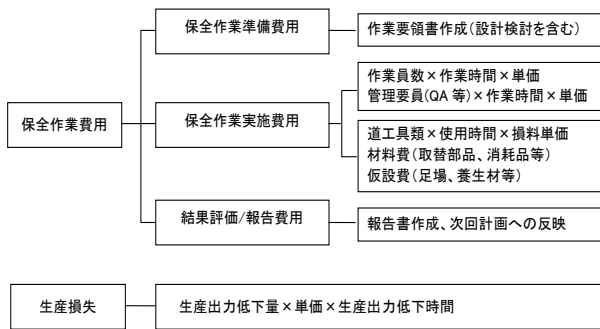 保全作業費用
保全作業準備費用
作業要領書作成(設計検討を含む)
保全作業実施費用
作業員数×作業時間×単価
管理要員(QA 等)×作業時間×単価
道工具類×使用時間×損料単価
材料費(取替部品、消耗品等)
仮設費(足場、養生材等)
結果評価/報告費用
報告書作成、次回計画への反映
生産損失
生産出力低下量×単価×生産出力低下時間